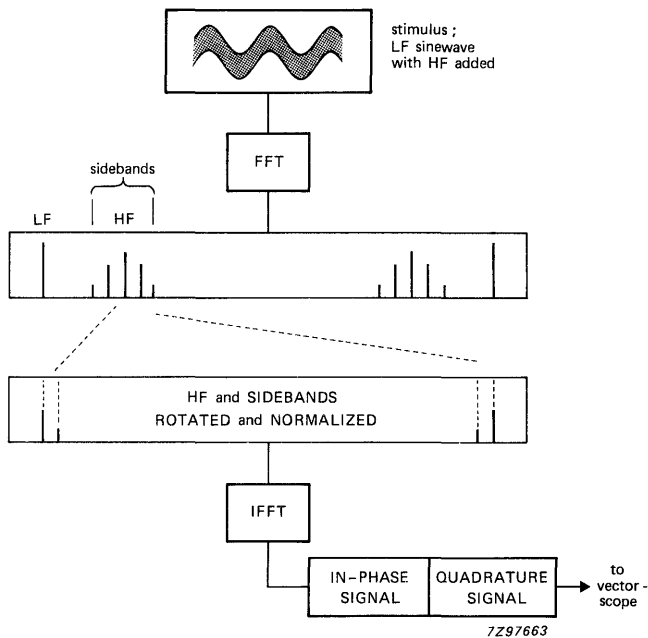 stimulus ;
LF sinewave
with HF added
FFT
sidebands
LF
HF
HF and SIDEBANDS
ROTATED and NORMALIZED
IFFT
IN-PHASE
SIGNAL
QUADRATURE
SIGNAL
to
vector-
scope
7Z97663